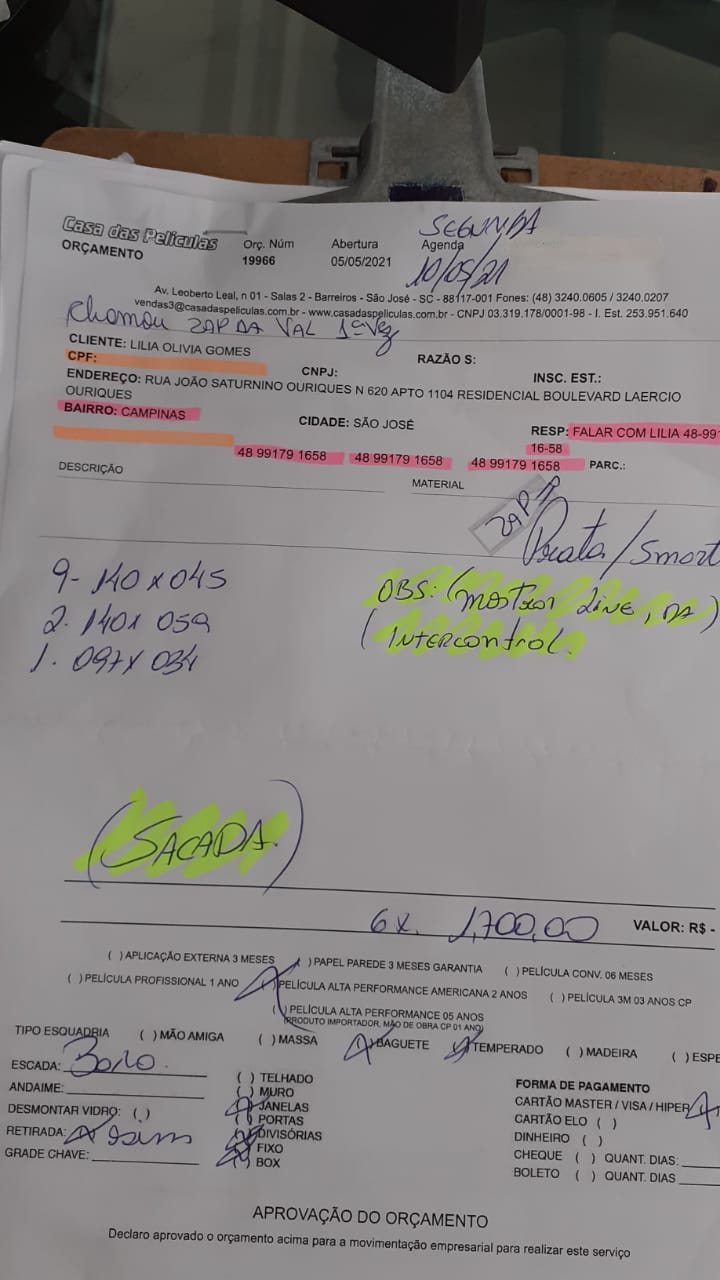 SEGUNDA
Casa das Películas
ORÇAMENTO
Orç. Núm
19966
Abertura
05/05/2021
Agenda
10/05/21
Av. Leoberto Leal, n 01 - Salas 2 - Barreiros - São José - SC - 88117-001 Fones: (48) 3240.0605 / 3240.0207
vendas3@casadaspeliculas.com.br - www.casadaspeliculas.com.br - CNPJ 03.319.178/0001-98 - I. Est. 253.951.640
Chamou ZAP DA VAL 1ª vez
CLIENTE: LILIA OLIVIA GOMES
CPF:
CNPJ:
RAZÃO S:
INSC. EST.:
ENDEREÇO: RUA JOÃO SATURNINO OURIQUES N 620 APTO 1104 RESIDENCIAL BOULEVARD LAERCIO
OURIQUES
BAIRRO: CAMPINAS
CIDADE: SÃO JOSÉ
RESP: FALAR COM LILIA 48-99
16-58
48 99179 1658 48 99179 1658 48 99179 1658 PARC.:
DESCRIÇÃO
MATERIAL
Prata/Smart
9- 140 x 045
2. 140 x 059
1. 097 x 034
OBS: (MOSTRAR LINE, DA)
(INTERCONTROL.
(SACADA.)
6x. 1,700,00 VALOR: R$ -
( ) APLICAÇÃO EXTERNA 3 MESES ( ) PAPEL PAREDE 3 MESES GARANTIA ( ) PELÍCULA CONV. 06 MESES
( ) PELÍCULA PROFISSIONAL 1 ANO ( ) PELÍCULA ALTA PERFORMANCE AMERICANA 2 ANOS ( ) PELÍCULA 3M 03 ANOS CP
( ) PELÍCULA ALTA PERFORMANCE 05 ANOS
(PRODUTO IMPORTADOR, MÃO DE OBRA CP 01 ANO)
TIPO ESQUADRIA ( ) MÃO AMIGA ( ) MASSA (X) BAGUETE (X) TEMPERADO ( ) MADEIRA ( ) ESPE
ESCADA:
ANDAIME:
DESMONTAR VIDRO: ( )
RETIRADA: X Sim
GRADE CHAVE:
( ) TELHADO
( ) MURO
(X) JANELAS
( ) PORTAS
(X) DIVISÓRIAS
(X) FIXO
(X) BOX
FORMA DE PAGAMENTO
CARTÃO MASTER / VISA / HIPER (X
CARTÃO ELO ( )
DINHEIRO ( )
CHEQUE ( ) QUANT. DIAS:
BOLETO ( ) QUANT. DIAS
APROVAÇÃO DO ORÇAMENTO
Declaro aprovado o orçamento acima para a movimentação empresarial para realizar este serviço